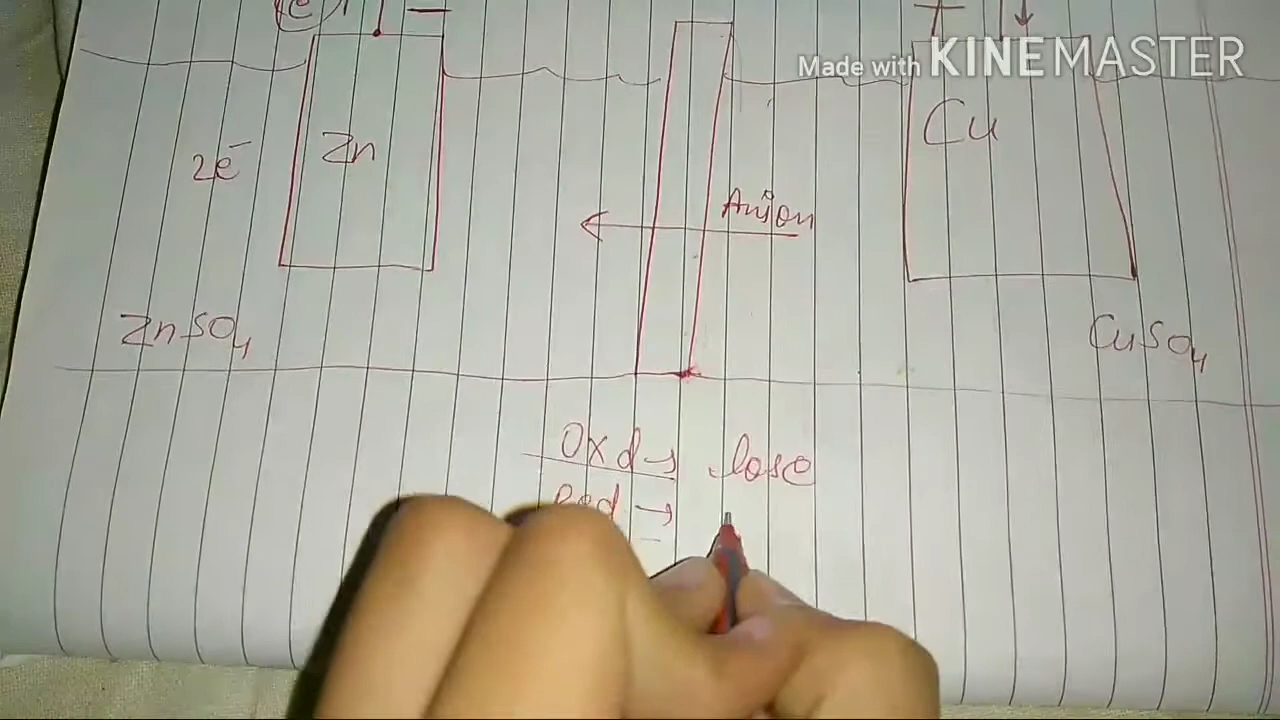 e
Made with KINEMASTER
Zn
Cu
2e⁻
Anion
ZnSO₄
CuSO₄
Oxd → lose
Red →